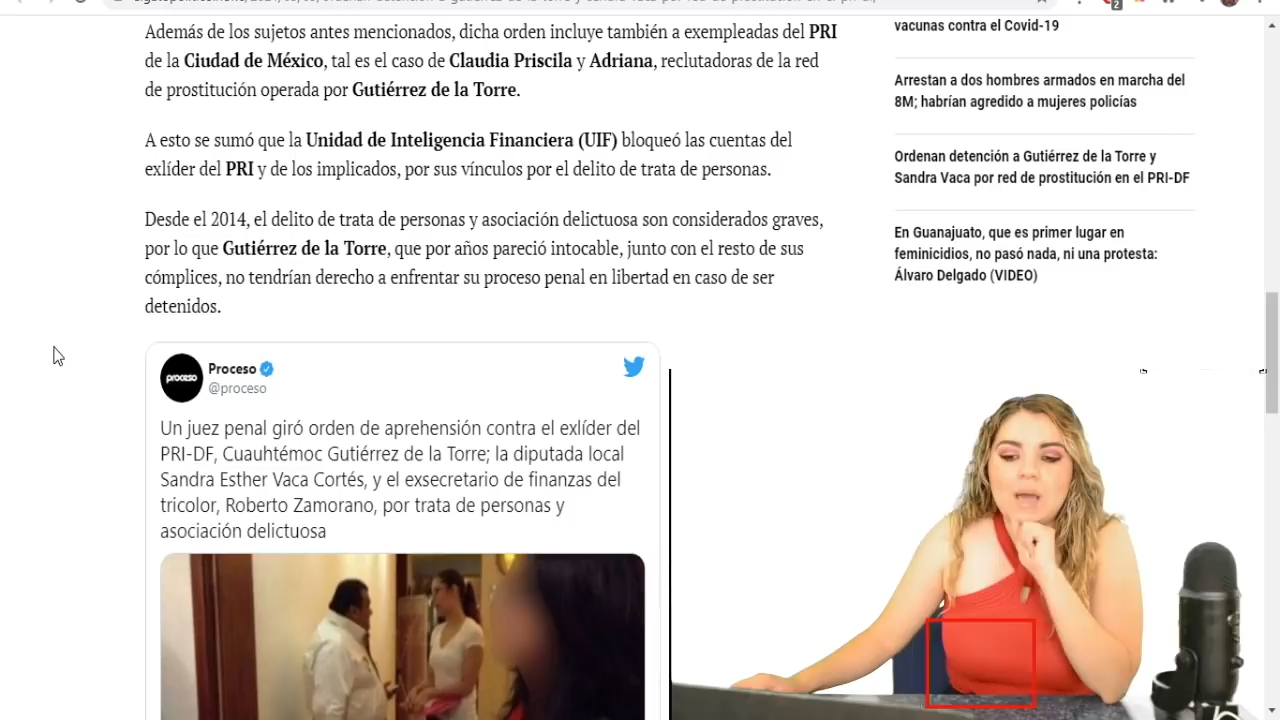 Además de los sujetos antes mencionados, dicha orden incluye también a exempleadas del PRI
de la Ciudad de México, tal es el caso de Claudia Priscila y Adriana, reclutadoras de la red
de prostitución operada por Gutiérrez de la Torre.
A esto se sumó que la Unidad de Inteligencia Financiera (UIF) bloqueó las cuentas del
exlíder del PRI y de los implicados, por sus vínculos por el delito de trata de personas.
Desde el 2014, el delito de trata de personas y asociación delictuosa son considerados graves,
por lo que Gutiérrez de la Torre, que por años pareció intocable, junto con el resto de sus
cómplices, no tendrían derecho a enfrentar su proceso penal en libertad en caso de ser
detenidos.
proceso
Proceso
@proceso
Un juez penal giró orden de aprehensión contra el exlíder del
PRI-DF, Cuauhtémoc Gutiérrez de la Torre; la diputada local
Sandra Esther Vaca Cortés, y el exsecretario de finanzas del
tricolor, Roberto Zamorano, por trata de personas y
asociación delictuosa
2
vacunas contra el Covid-19
Arrestan a dos hombres armados en marcha del
8M; habrían agredido a mujeres policías
Ordenan detención a Gutiérrez de la Torre y
Sandra Vaca por red de prostitución en el PRI-DF
En Guanajuato, que es primer lugar en
feminicidios, no pasó nada, ni una protesta:
Álvaro Delgado (VIDEO)